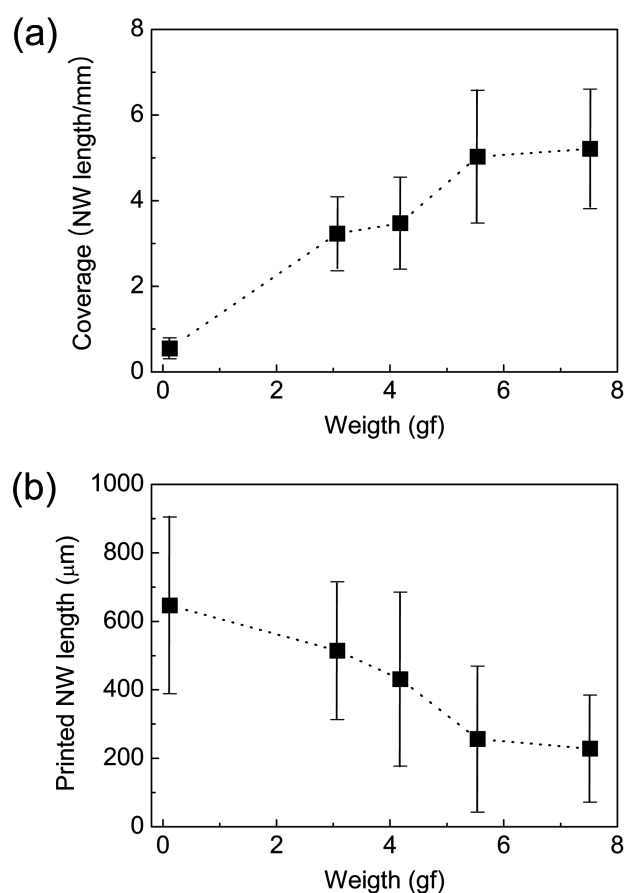 (a)
8
6
4
2
0
Coverage (NW length/mm)
0 2 4 6 8
Weigth (gf)
(b)
1000
800
600
400
200
0
Printed NW length (μm)
0 2 4 6 8
Weigth (gf)